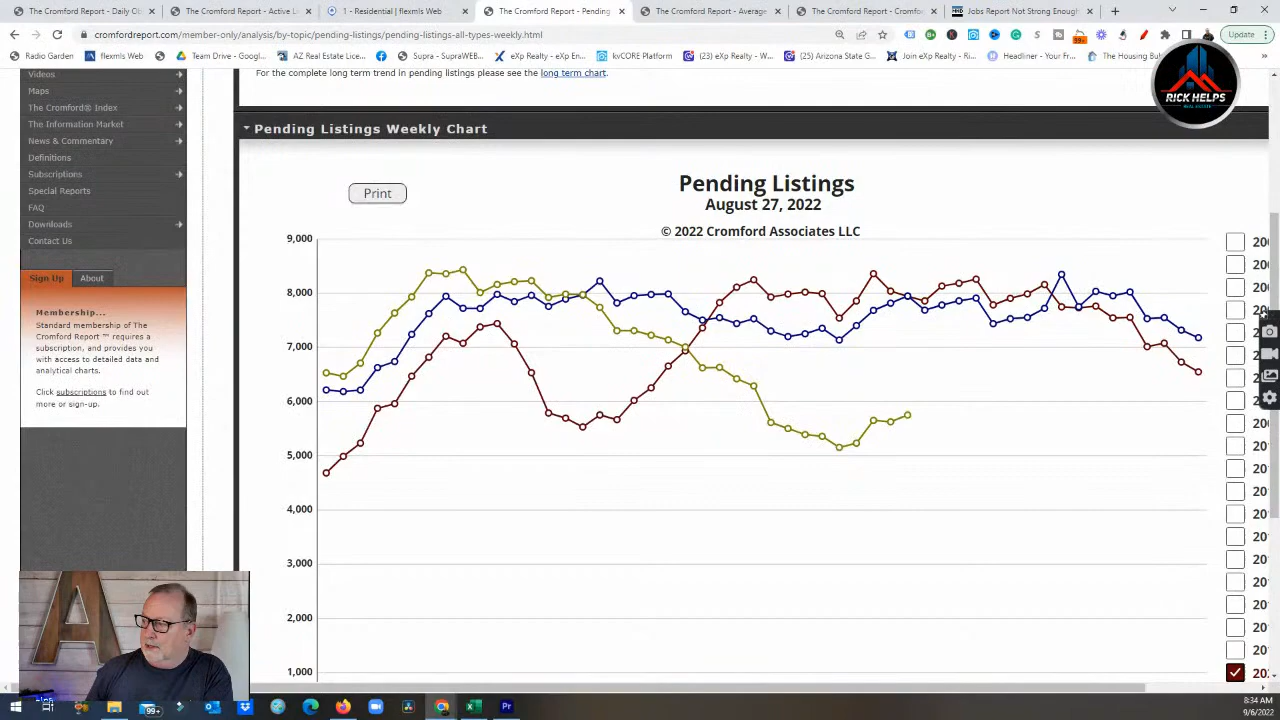 The Cromford Report - Daily Ob
The Cromford Report - Active Li
1 - Residential | flexmls Web
The Cromford Report - Pending
The Cromford Report - Average
The Cromford Report - Cromfo
Jobs Report Not Strong Enough
cromfordreport.com/member-only/analysis/by-topic/pending-listings/pending-listings-all-types-weekly.html
Update
Radio Garden
flexmls Web
Team Drive - Googl
AZ Real Estate Lice
Supra - SupraWEB
eXp Realty - eXp En
kvCORE Platform
(23) eXp Realty (W
(25) Arizona State G
eXp Realty (W
Headliner - Your Fr
The Housing Ri
For the complete long term trend in pending listings please see the long term chart.
RICK HELPS
REAL ESTATE
Videos
Maps
The Cromford® Index
The Information Market
News & Commentary
Definitions
Subscriptions
Special Reports
FAQ
Downloads
Contact Us
Sign Up
About
Membership...
Standard membership of The
Cromford Report ™ requires a
subscription, and provides you
with access to detailed data and
analytical charts.
Click subscriptions to find out
more or sign-up.
Pending Listings Weekly Chart
Print
Pending Listings
August 27, 2022
© 2022 Cromford Associates LLC
9,000
8,000
7,000
6,000
5,000
4,000
3,000
2,000
1,000
A
99+
8:34 AM
9/6/2022